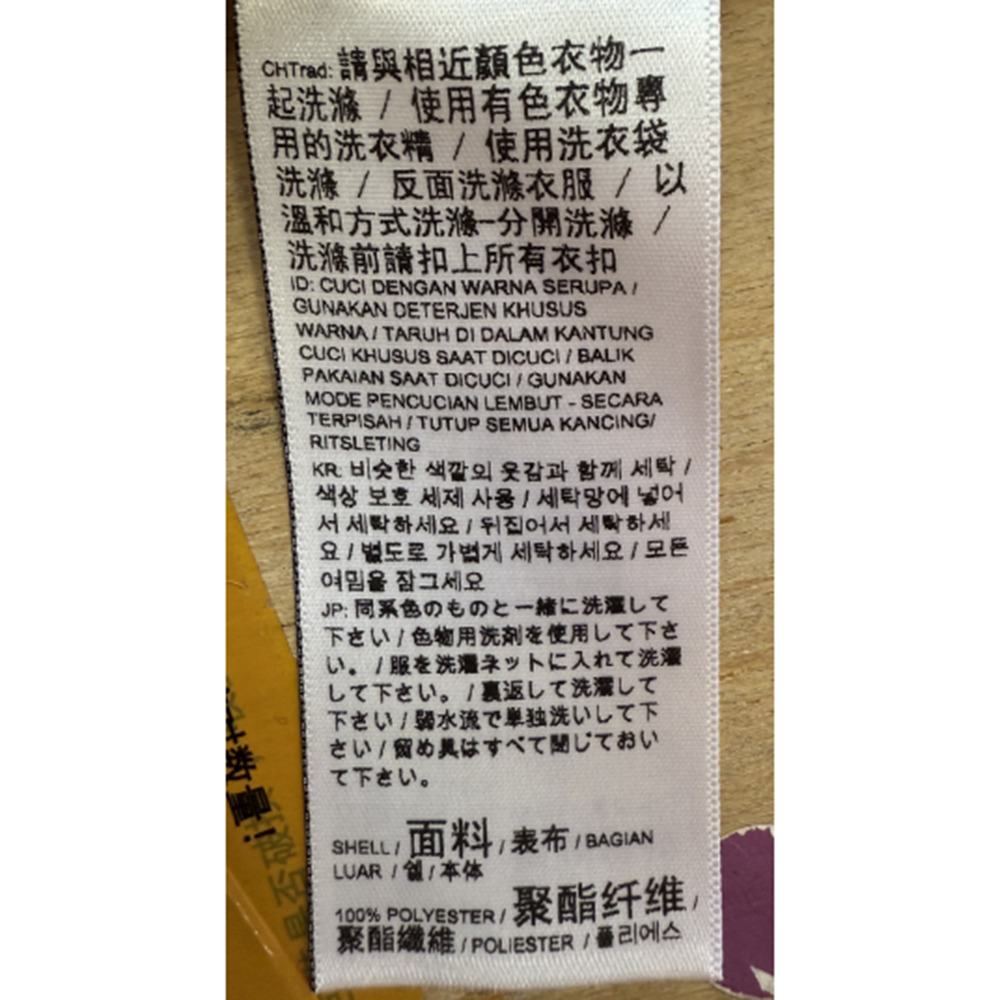 CHTrad: 請與相近顏色衣物一
起洗滌 / 使用有色衣物專
用的洗衣精 / 使用洗衣袋
洗滌 / 反面洗滌衣服 / 以
溫和方式洗滌-分開洗滌 /
洗滌前請扣上所有衣扣
ID: CUCI DENGAN WARNA SERUPA /
GUNAKAN DETERJEN KHUSUS
WARNA / TARUH DI DALAM KANTUNG
CUCI KHUSUS SAAT DICUCI / BALIK
PAKAIAN SAAT DICUCI / GUNAKAN
MODE PENCUCIAN LEMBUT - SECARA
TERPISAH / TUTUP SEMUA KANCING/
RITSLETING
KR: 비슷한 색깔의 옷감과 함께 세탁 /
색상 보호 세제 사용 / 세탁망에 넣어
서 세탁하세요 / 뒤집어서 세탁하세
요 / 별도로 가볍게 세탁하세요 / 모든
여밈을 잠그세요
JP: 同系色のものと一緒に洗濯して
下さい / 色物用洗剤を使用して下さ
い。 / 服を洗濯ネットに入れて洗濯
して下さい。 / 裏返して洗濯して
下さい / 弱水流で単独洗いして下
さい / 留め具はすべて閉じておい
て下さい。
SHELL / 面料 / 表布 / BAGIAN
LUAR / 쉘 / 本体
100% POLYESTER / 聚酯纤维 /
聚酯纖維 / POLIESTER / 폴리에스
量!
是否破损